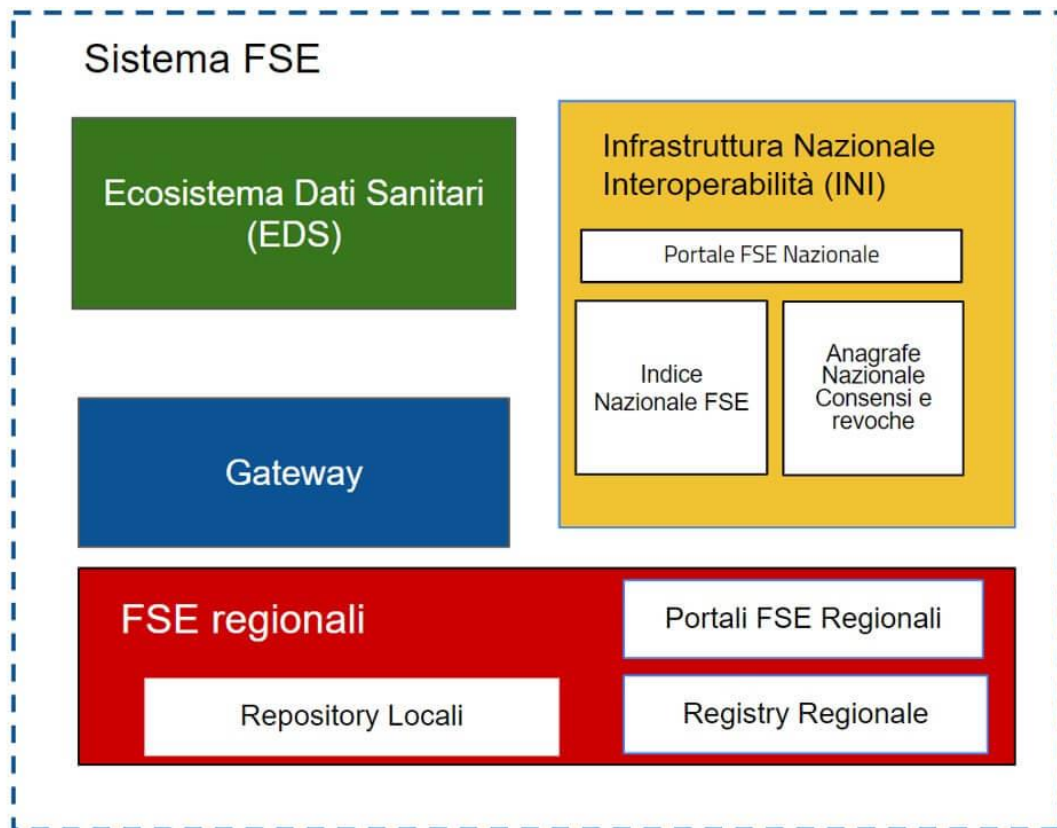 Sistema FSE
Ecosistema Dati Sanitari
(EDS)
Infrastruttura Nazionale
Interoperabilità (INI)
Portale FSE Nazionale
Indice
Nazionale FSE
Anagrafe
Nazionale
Consensi e
revoche
Gateway
FSE regionali
Portali FSE Regionali
Repository Locali
Registry Regionale